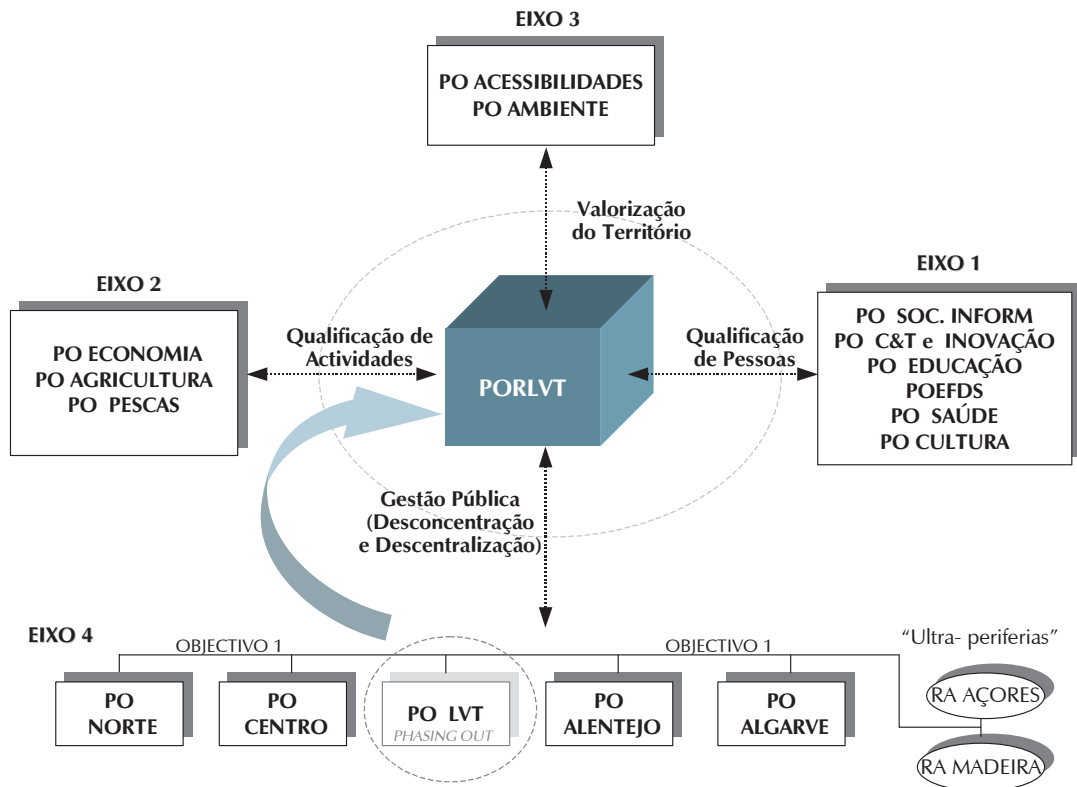 EIXO 3
PO ACESSIBILIDADES
PO AMBIENTE
Valorização
do Território
EIXO 2
PO ECONOMIA
PO AGRICULTURA
PO PESCAS
Qualificação de
Actividades
PORLVT
Qualificação
de Pessoas
EIXO 1
PO SOC. INFORM
PO C&T e INOVAÇÃO
PO EDUCAÇÃO
POEFDS
PO SAÚDE
PO CULTURA
Gestão Pública
(Desconcentração
e Descentralização)
EIXO 4
OBJECTIVO 1
OBJECTIVO 1
“Ultra- periferias”
PO
NORTE
PO
CENTRO
PO LVT
PHASING OUT
PO
ALENTEJO
PO
ALGARVE
RA AÇORES
RA MADEIRA